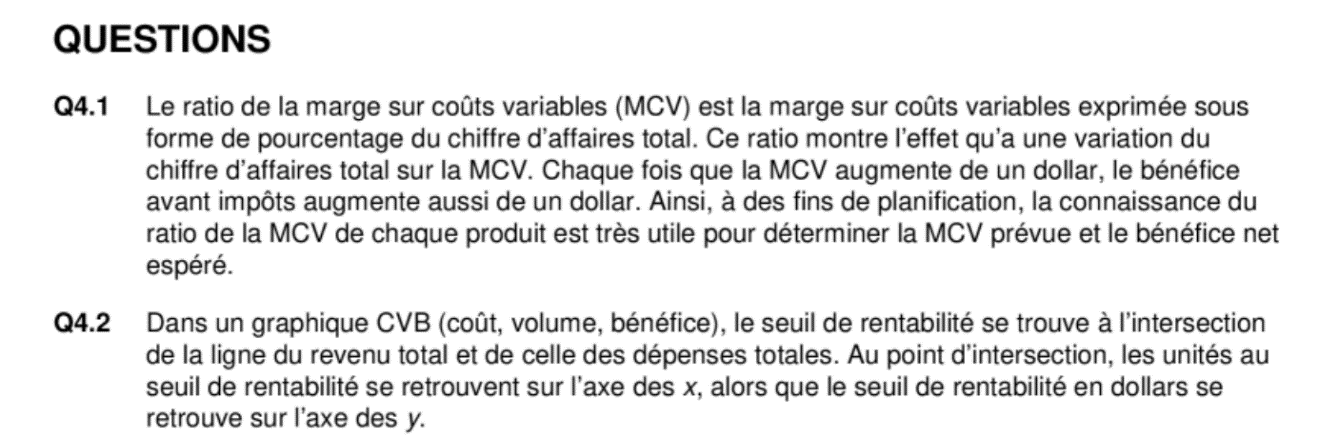 QUESTIONS
Q4.1 Le ratio de la marge sur coûts variables (MCV) est la marge sur coûts variables exprimée sous
forme de pourcentage du chiffre d'affaires total. Ce ratio montre l'effet qu'a une variation du
chiffre d'affaires total sur la MCV. Chaque fois que la MCV augmente de un dollar, le bénéfice
avant impôts augmente aussi de un dollar. Ainsi, à des fins de planification, la connaissance du
ratio de la MCV de chaque produit est très utile pour déterminer la MCV prévue et le bénéfice net
espéré.
Q4.2 Dans un graphique CVB (coût, volume, bénéfice), le seuil de rentabilité se trouve à l'intersection
de la ligne du revenu total et de celle des dépenses totales. Au point d'intersection, les unités au
seuil de rentabilité se retrouvent sur l'axe des x, alors que le seuil de rentabilité en dollars se
retrouve sur l'axe des y.